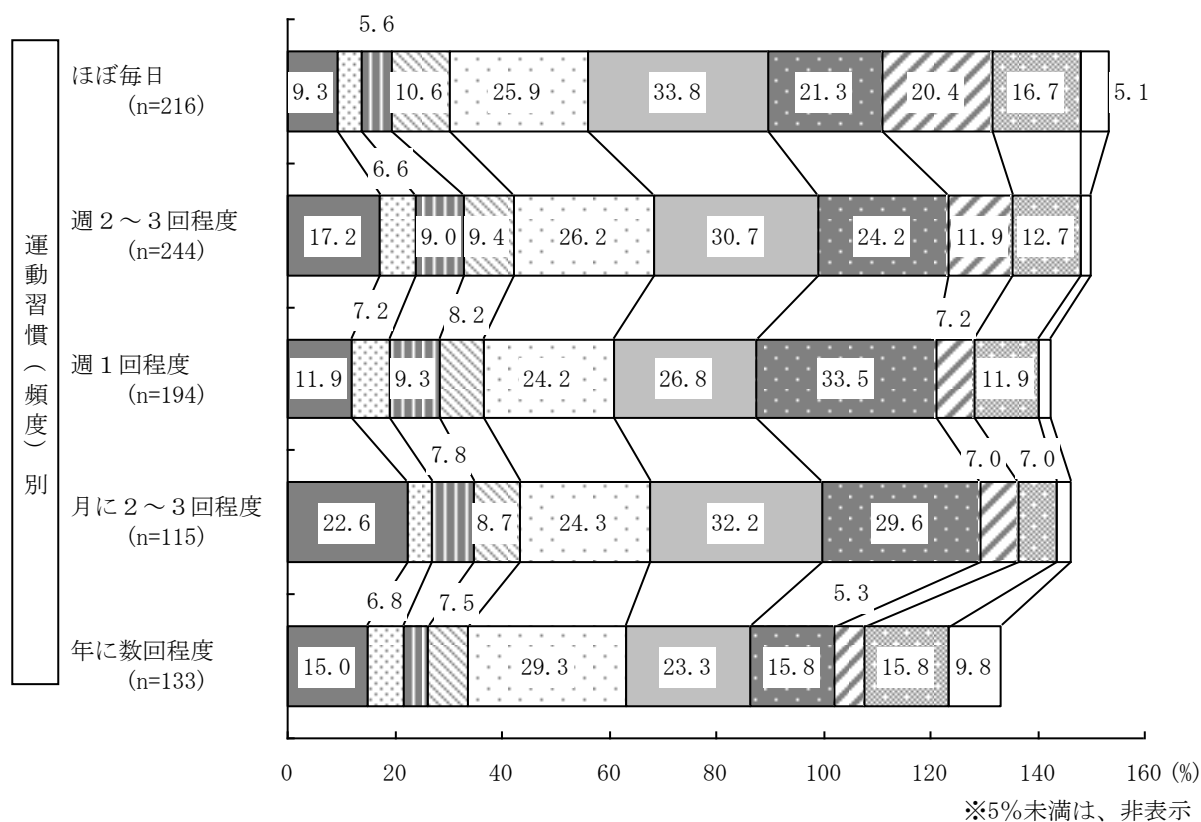 運動習慣（頻度）別
5.6
ほぼ毎日
(n=216)
9.3 10.6 25.9 33.8 21.3 20.4 16.7 5.1
6.6
週２～３回程度
(n=244)
17.2 9.0 9.4 26.2 30.7 24.2 11.9 12.7
7.2 8.2 7.2
週１回程度
(n=194)
11.9 9.3 24.2 26.8 33.5 11.9
7.8 7.0 7.0
月に２～３回程度
(n=115)
22.6 8.7 24.3 32.2 29.6
6.8 7.5 5.3
年に数回程度
(n=133)
15.0 29.3 23.3 15.8 15.8 9.8
0 20 40 60 80 100 120 140 160 (%)
※5%未満は、非表示